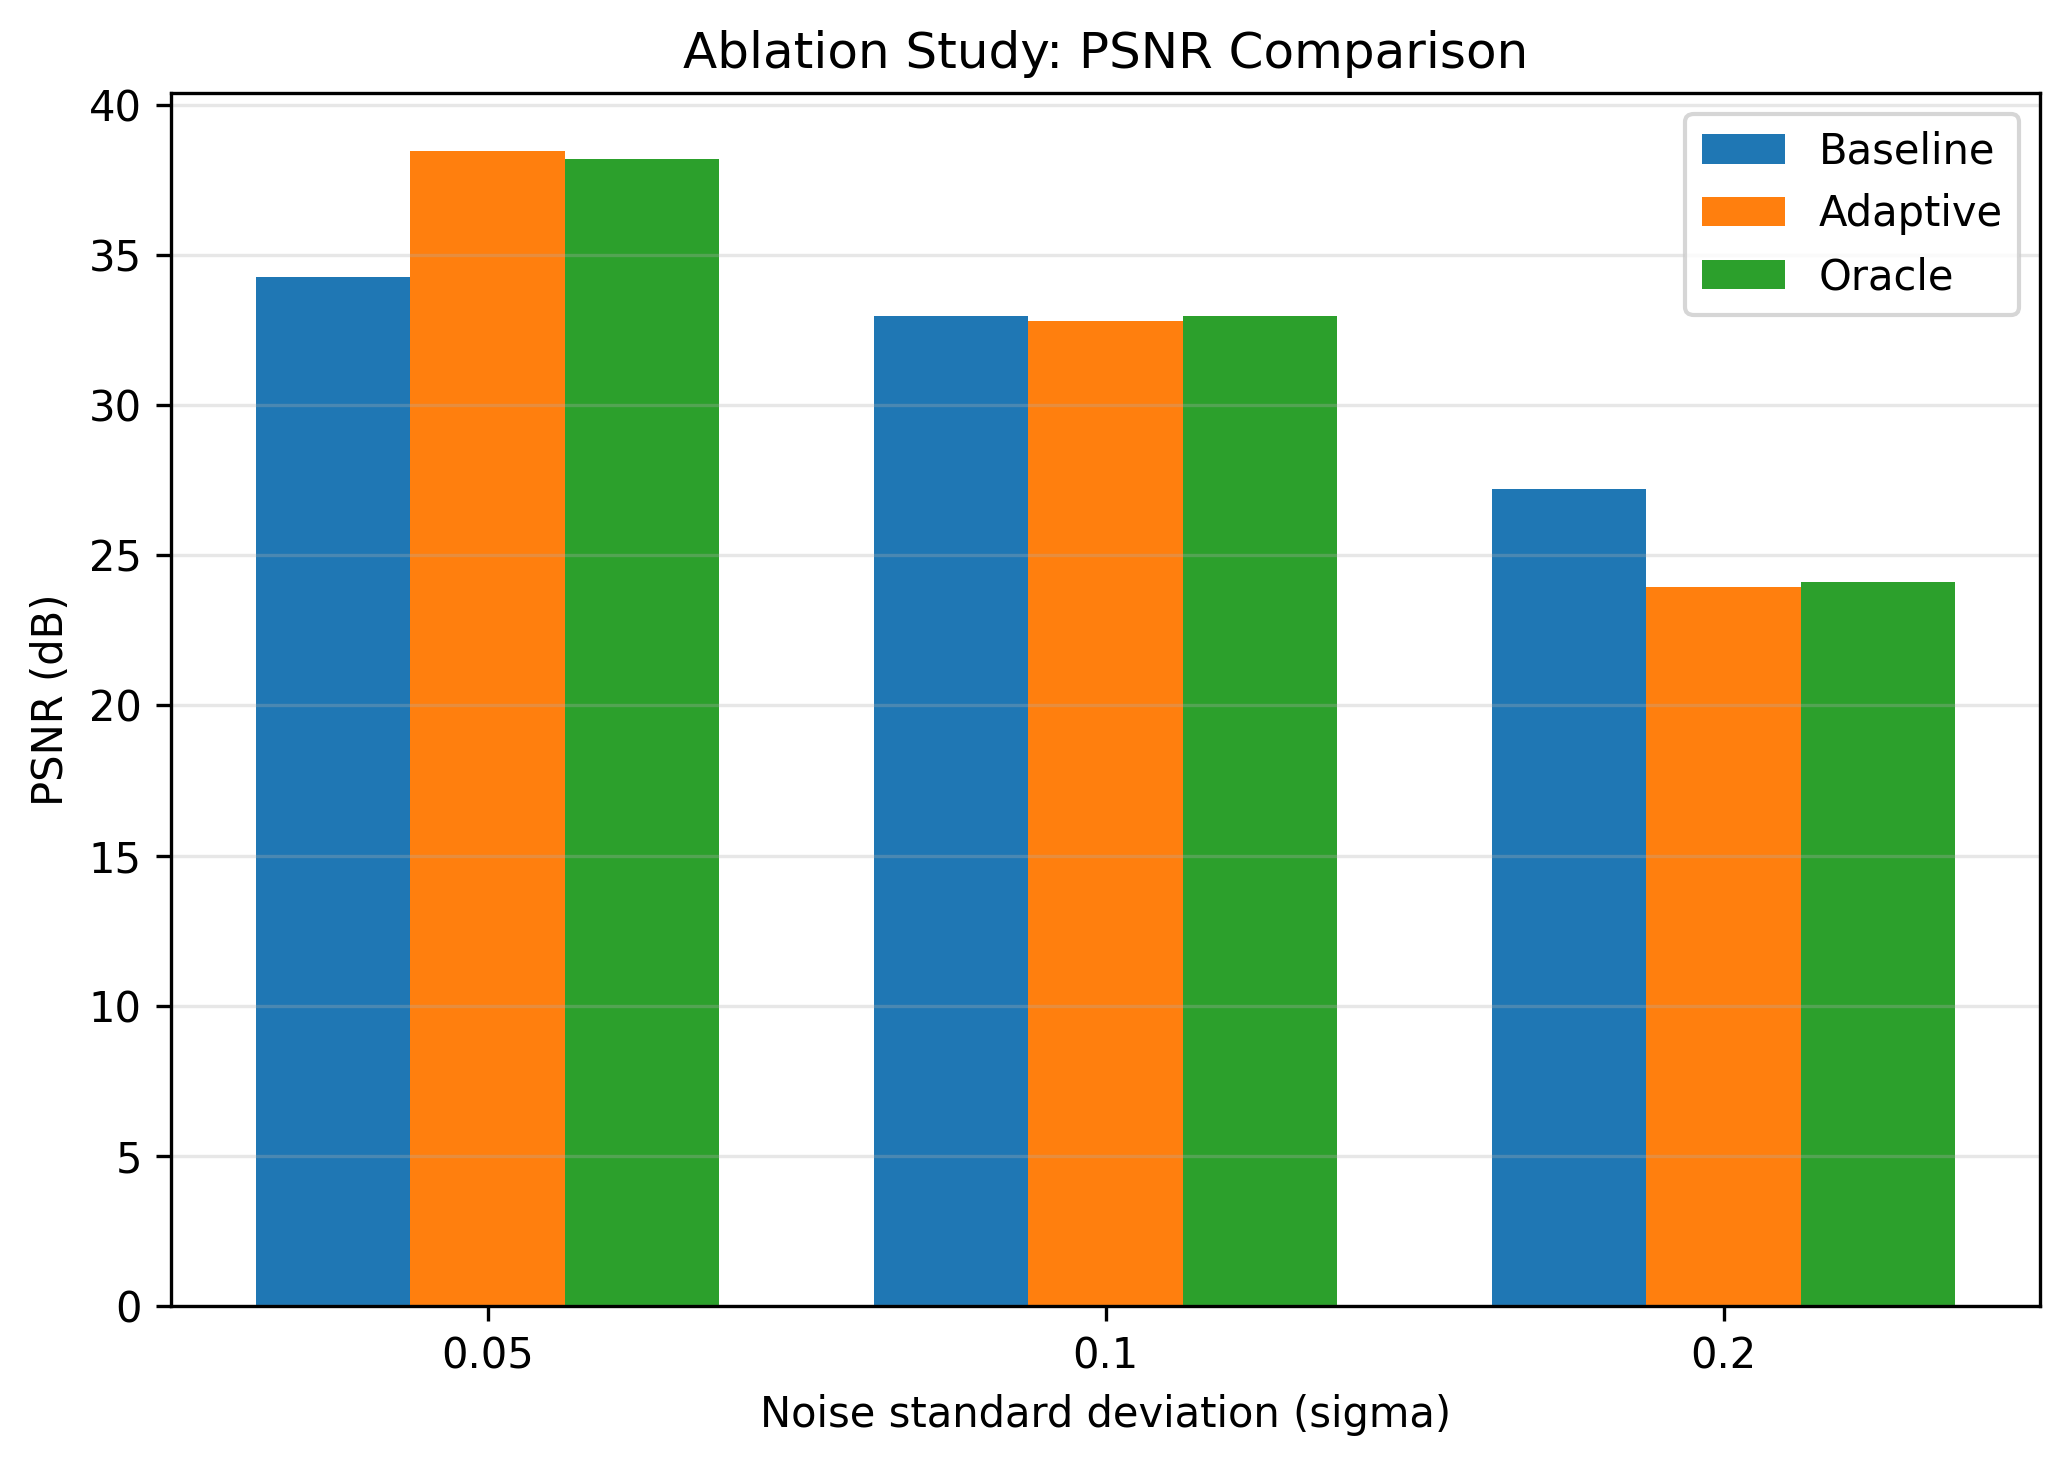 Ablation Study: PSNR Comparison
40
35
30
25
20
15
10
5
0
PSNR (dB)
Baseline
Adaptive
Oracle
0.05
0.1
0.2
Noise standard deviation (sigma)